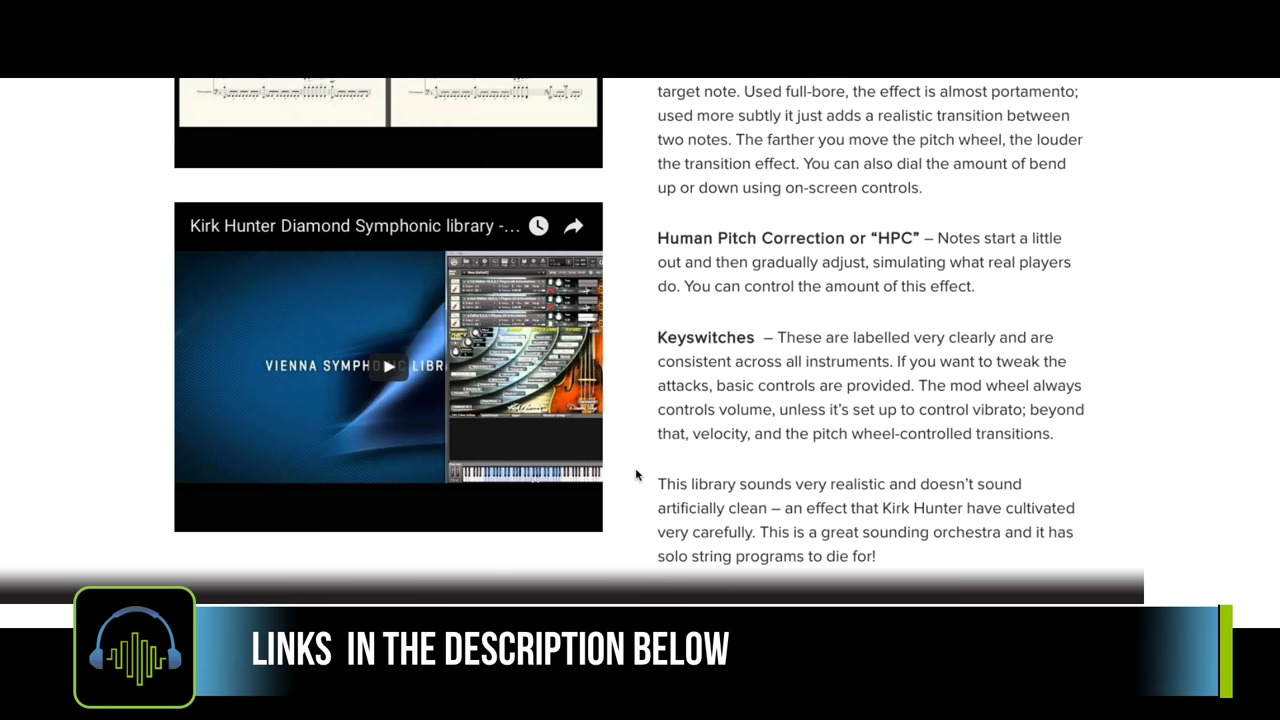 target note. Used full-bore, the effect is almost portamento;
used more subtly it just adds a realistic transition between
two notes. The farther you move the pitch wheel, the louder
the transition effect. You can also dial the amount of bend
up or down using on-screen controls.
Kirk Hunter Diamond Symphonic library -...
VIENNA SYMPHONIC LIBR
Human Pitch Correction or “HPC” – Notes start a little
out and then gradually adjust, simulating what real players
do. You can control the amount of this effect.
Keyswitches – These are labelled very clearly and are
consistent across all instruments. If you want to tweak the
attacks, basic controls are provided. The mod wheel always
controls volume, unless it’s set up to control vibrato; beyond
that, velocity, and the pitch wheel-controlled transitions.
This library sounds very realistic and doesn’t sound
artificially clean – an effect that Kirk Hunter have cultivated
very carefully. This is a great sounding orchestra and it has
solo string programs to die for!
LINKS IN THE DESCRIPTION BELOW